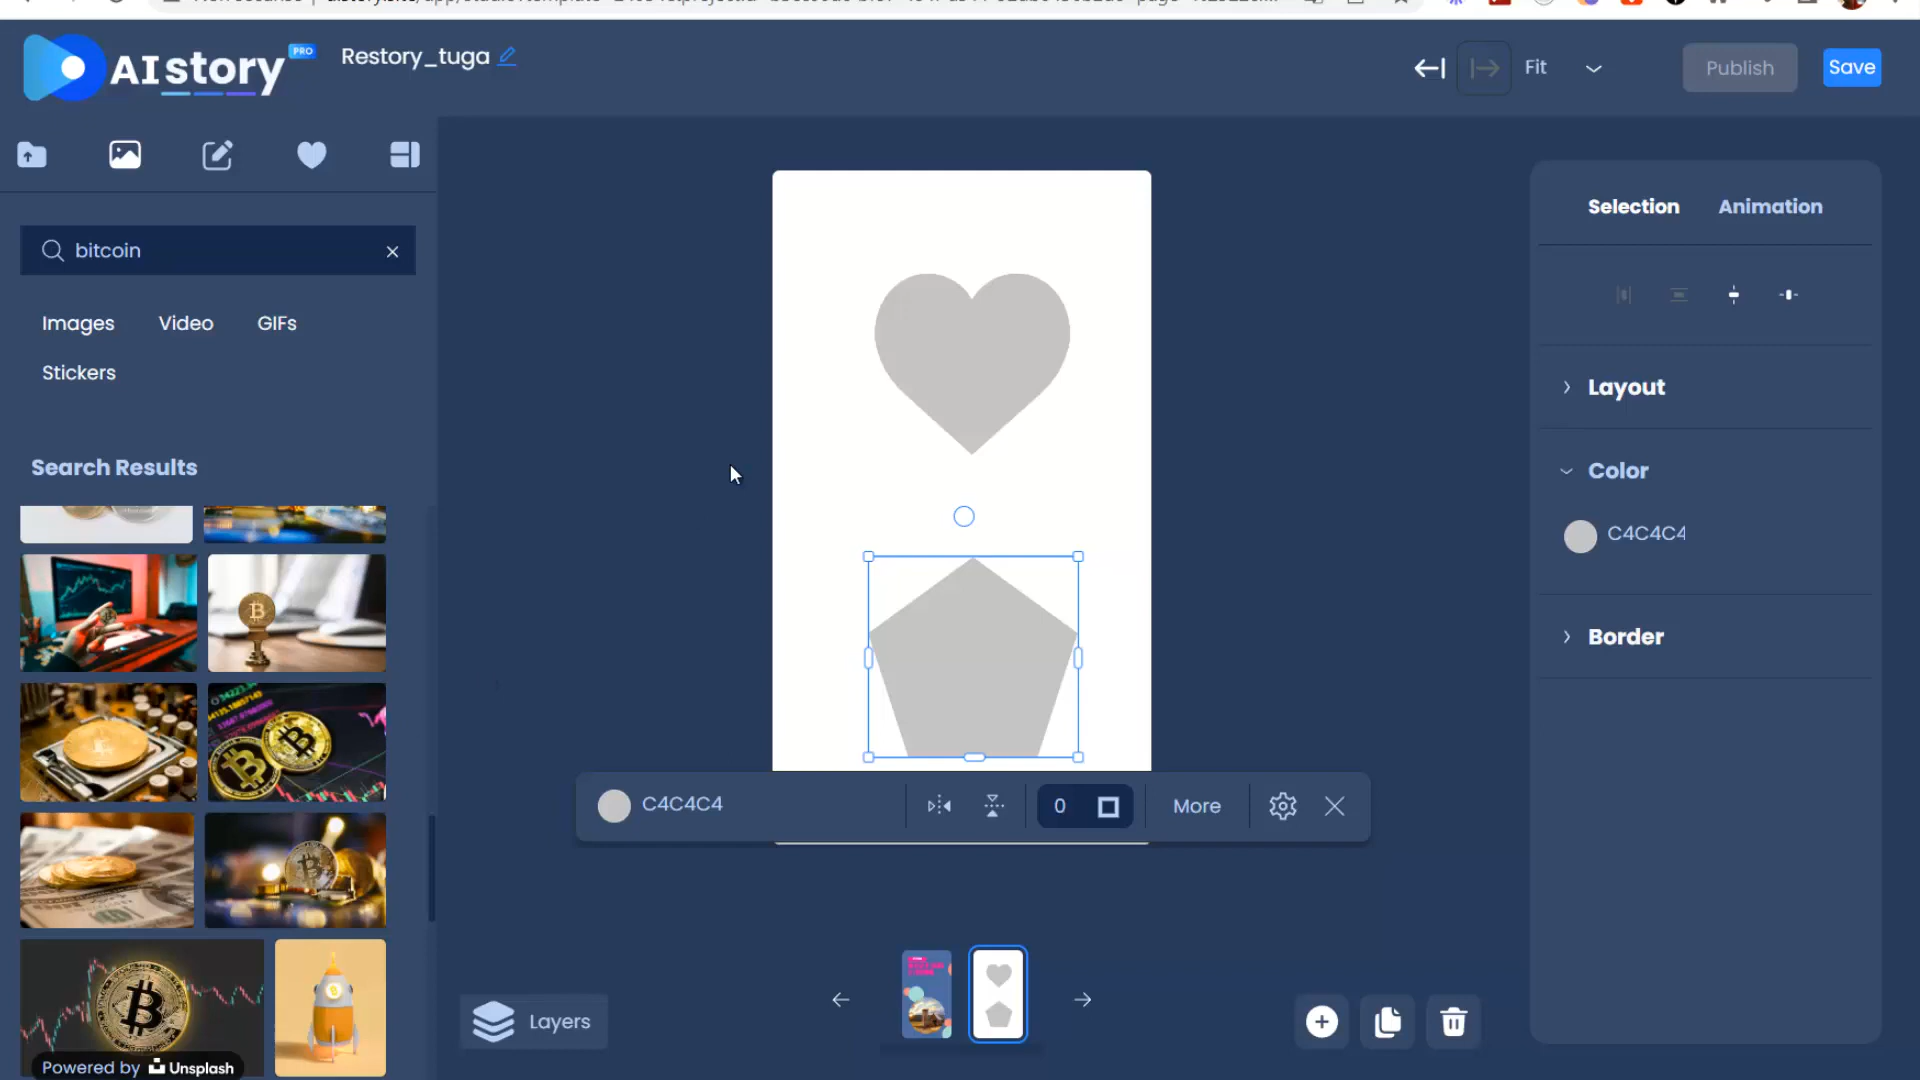 AIstory PRO
Restory_tuga
Fit
Publish
Save
bitcoin
Images
Video
GIFs
Stickers
Search Results
Powered by Unsplash
Selection
Animation
Layout
Color
C4C4C4
Border
C4C4C4
0
More
Layers